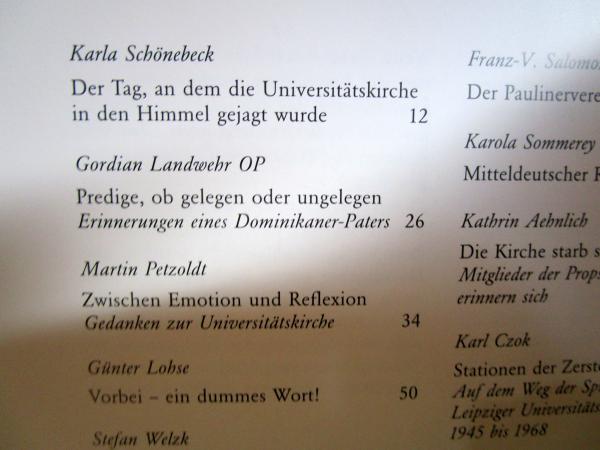 Karla Schönebeck
Der Tag, an dem die Universitätskirche
in den Himmel gejagt wurde 12
Gordian Landwehr OP
Predige, ob gelegen oder ungelegen
Erinnerungen eines Dominikaner-Paters 26
Martin Petzoldt
Zwischen Emotion und Reflexion
Gedanken zur Universitätskirche 34
Günter Lohse
Vorbei – ein dummes Wort! 50
Stefan Welzk
Franz-V. Salomo
Der Paulinervere
Karola Sommerey
Mitteldeutscher
Kathrin Aehnlich
Die Kirche starb s
Mitglieder der Props
erinnern sich
Karl Czok
Stationen der Zerst
Auf dem Weg der Sp
Leipziger Universitäts
1945 bis 1968